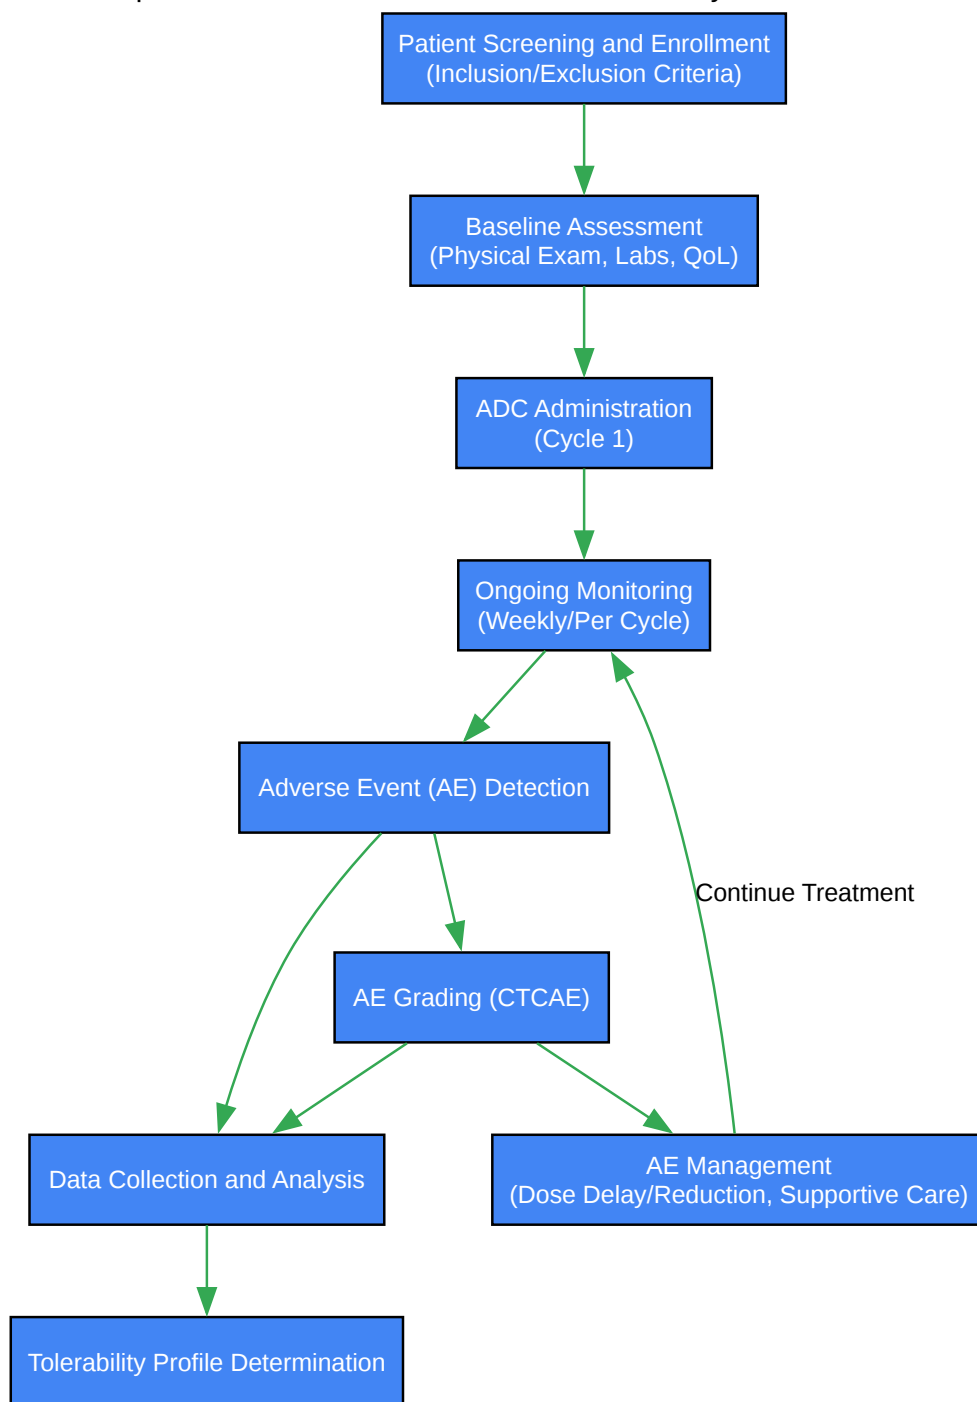 Patient Screening and Enrollment
(Inclusion/Exclusion Criteria)
Baseline Assessment
(Physical Exam, Labs, QoL)
ADC Administration
(Cycle 1)
Ongoing Monitoring
(Weekly/Per Cycle)
Adverse Event (AE) Detection
Continue Treatment
AE Grading (CTCAE)
Data Collection and Analysis
AE Management
(Dose Delay/Reduction, Supportive Care)
Tolerability Profile Determination